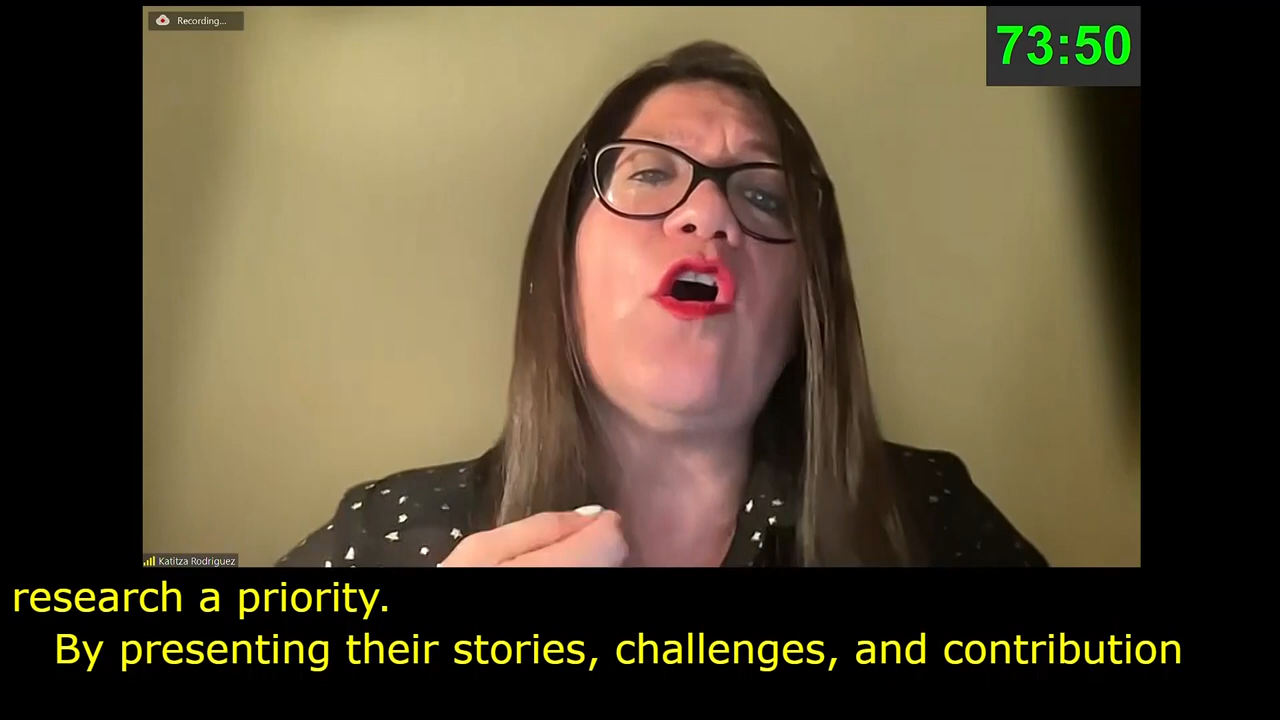 Recording...
73:50
Katitza Rodriguez
research a priority.
By presenting their stories, challenges, and contribution